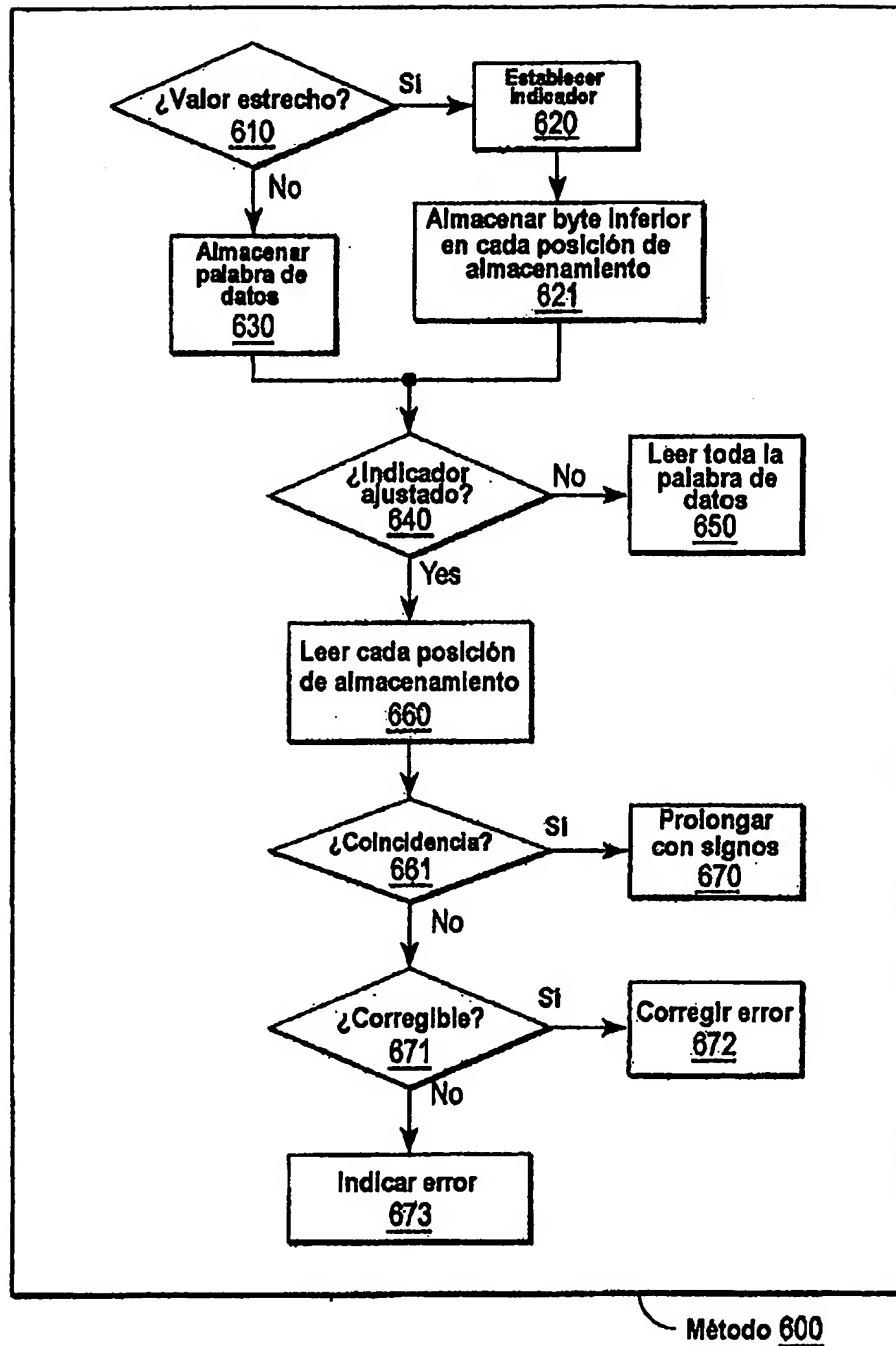 ¿Valor estrecho?
610
Sí
Establecer
indicador
620
No
Almacenar
palabra de
datos
630
Almacenar byte inferior
en cada posición de
almacenamiento
621
¿Indicador
ajustado?
640
No
Leer toda la
palabra de
datos
650
Yes
Leer cada posición
de almacenamiento
660
¿Coincidencia?
661
Sí
Prolongar
con signos
670
No
¿Corregible?
671
Sí
Corregir error
672
No
Indicar error
673
Método 600